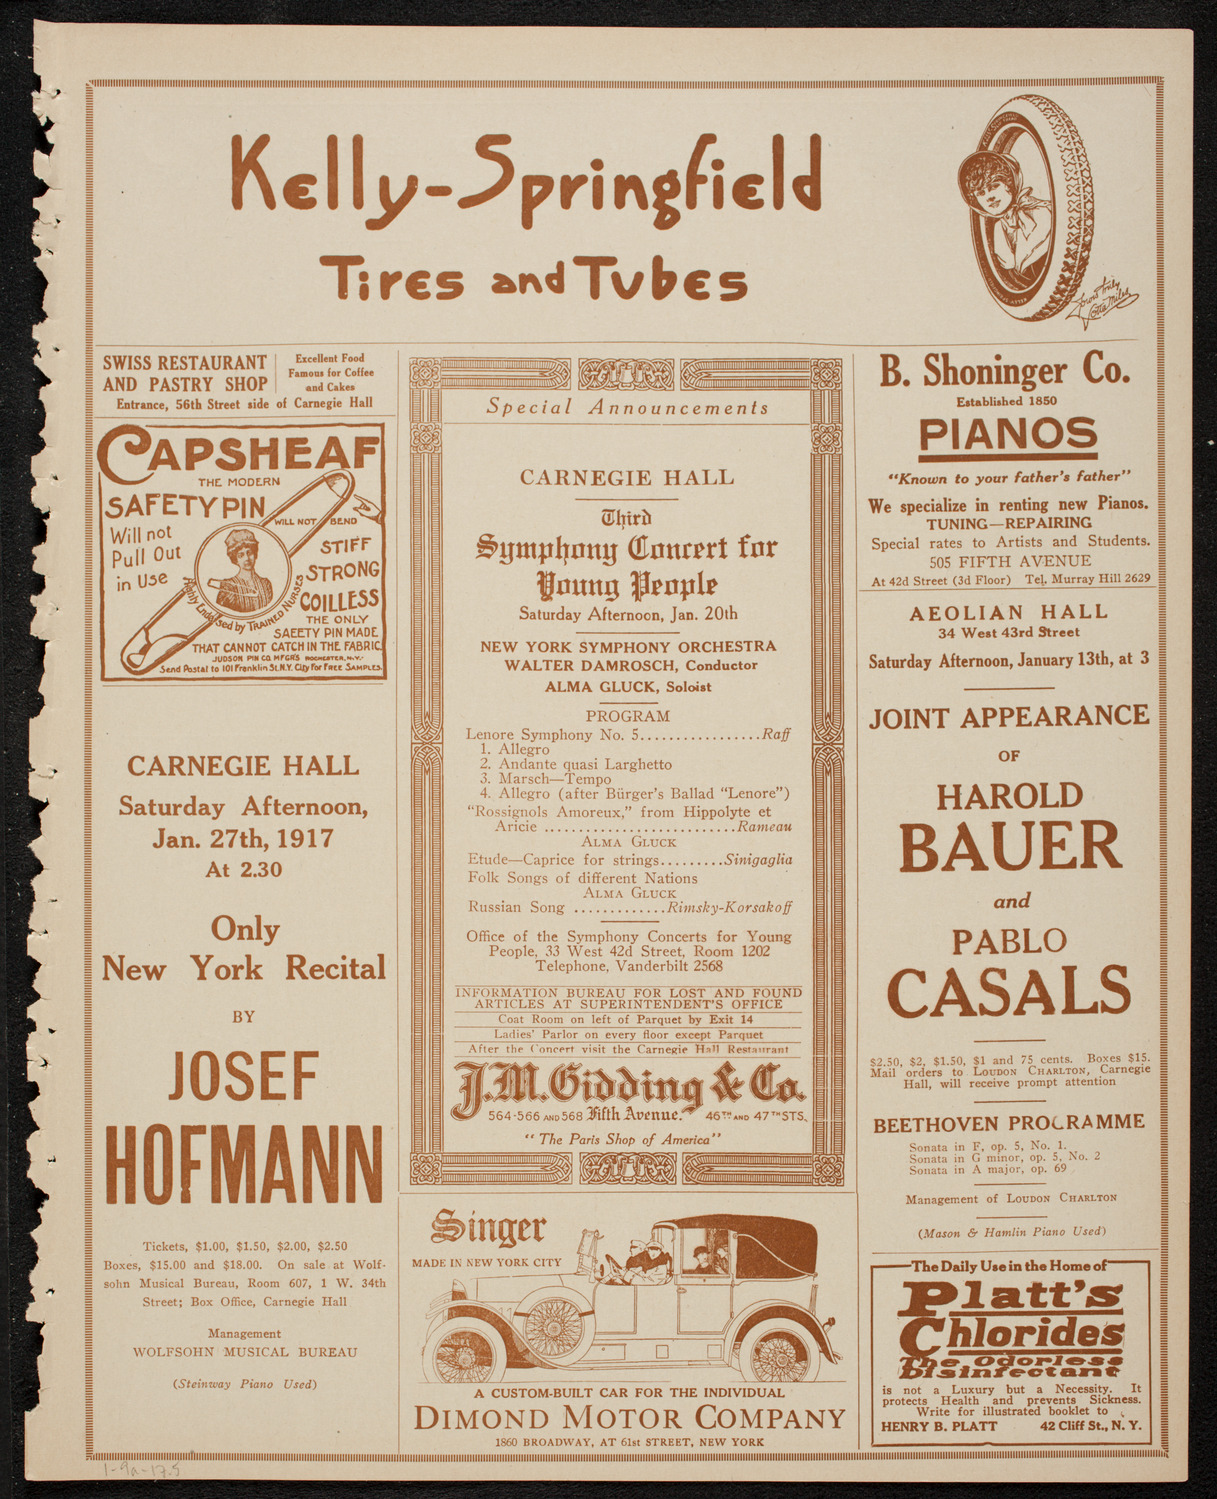 Kelly-Springfield
Tires and Tubes
Yours truly
Lotta Miles
SWISS RESTAURANT
AND PASTRY SHOP
Excellent Food
Famous for Coffee
and Cakes
Entrance, 56th Street side of Carnegie Hall
CAPSHEAF
THE MODERN
SAFETY PIN
WILL NOT BEND
Will not
Pull Out
in Use
STIFF
STRONG
COILLESS
Highly Endorsed by TRAINED NURSES
THE ONLY
SAFETY PIN MADE
THAT CANNOT CATCH IN THE FABRIC.
JUDSON PIN CO. MFGR'S ROCHESTER, N.Y.
Send Postal to 101 Franklin St. N.Y. City for FREE SAMPLES.
CARNEGIE HALL
Saturday Afternoon,
Jan. 27th, 1917
At 2.30
Only
New York Recital
BY
JOSEF
HOFMANN
Tickets, $1.00, $1.50, $2.00, $2.50
Boxes, $15.00 and $18.00. On sale at Wolf-
sohn Musical Bureau, Room 607, 1 W. 34th
Street; Box Office, Carnegie Hall
Management
WOLFSOHN MUSICAL BUREAU
(Steinway Piano Used)
Special Announcements
CARNEGIE HALL
Third
Symphony Concert for
Young People
Saturday Afternoon, Jan. 20th
NEW YORK SYMPHONY ORCHESTRA
WALTER DAMROSCH, Conductor
ALMA GLUCK, Soloist
PROGRAM
Lenore Symphony No. 5.................Raff
1. Allegro
2. Andante quasi Larghetto
3. Marsch—Tempo
4. Allegro (after Bürger's Ballad "Lenore")
"Rossignols Amoreux," from Hippolyte et
Aricie ...........................Rameau
ALMA GLUCK
Etude—Caprice for strings.........Sinigaglia
Folk Songs of different Nations
ALMA GLUCK
Russian Song .............Rimsky-Korsakoff
Office of the Symphony Concerts for Young
People, 33 West 42d Street, Room 1202
Telephone, Vanderbilt 2568
INFORMATION BUREAU FOR LOST AND FOUND
ARTICLES AT SUPERINTENDENT'S OFFICE
Coat Room on left of Parquet by Exit 14
Ladies' Parlor on every floor except Parquet
After the Concert visit the Carnegie Hall Restaurant
J.M. Gidding & Co.
564-566 AND 568 Fifth Avenue. 46TH AND 47TH STS.
"The Paris Shop of America"
Singer
MADE IN NEW YORK CITY
A CUSTOM-BUILT CAR FOR THE INDIVIDUAL
DIMOND MOTOR COMPANY
1860 BROADWAY, AT 61st STREET, NEW YORK
B. Shoninger Co.
Established 1850
PIANOS
"Known to your father's father"
We specialize in renting new Pianos.
TUNING—REPAIRING
Special rates to Artists and Students.
505 FIFTH AVENUE
At 42d Street (3d Floor) Tel. Murray Hill 2629
AEOLIAN HALL
34 West 43rd Street
Saturday Afternoon, January 13th, at 3
JOINT APPEARANCE
OF
HAROLD
BAUER
and
PABLO
CASALS
$2.50, $2, $1.50, $1 and 75 cents. Boxes $15.
Mail orders to LOUDON CHARLTON, Carnegie
Hall, will receive prompt attention
BEETHOVEN PROGRAMME
Sonata in F, op. 5, No. 1.
Sonata in G minor, op. 5, No. 2
Sonata in A major, op. 69
Management of LOUDON CHARLTON
(Mason & Hamlin Piano Used)
The Daily Use in the Home of
Platt's
Chlorides
The Odorless
Disinfectant
is not a Luxury but a Necessity. It
protects Health and prevents Sickness.
Write for illustrated booklet to
HENRY B. PLATT 42 Cliff St., N. Y.